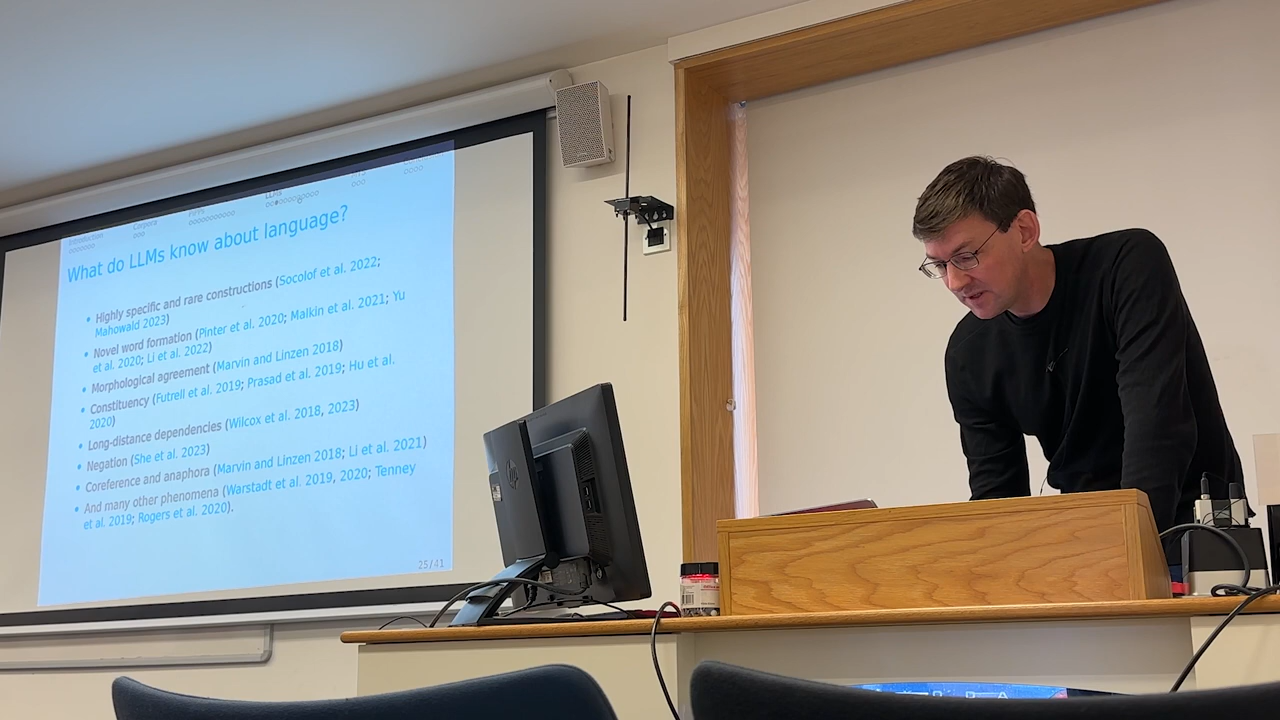 Introduction Corpora PiPPs LLMs
What do LLMs know about language?
• Highly specific and rare constructions (Socolof et al. 2022;
Mahowald 2023)
• Novel word formation (Pinter et al. 2020; Malkin et al. 2021; Yu
et al. 2020; Li et al. 2022)
• Morphological agreement (Marvin and Linzen 2018)
• Constituency (Futrell et al. 2019; Prasad et al. 2019; Hu et al.
2020)
• Long-distance dependencies (Wilcox et al. 2018, 2023)
• Negation (She et al. 2023)
• Coreference and anaphora (Marvin and Linzen 2018; Li et al. 2021)
• And many other phenomena (Warstadt et al. 2019, 2020; Tenney
et al. 2019; Rogers et al. 2020).
25/41
hp